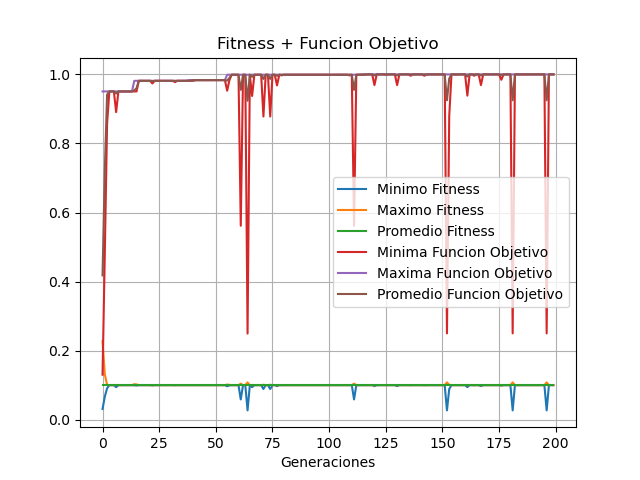 Fitness + Funcion Objetivo
1.0
0.8
0.6
0.4
0.2
0.0
Minimo Fitness
Maximo Fitness
Promedio Fitness
Minima Funcion Objetivo
Maxima Funcion Objetivo
Promedio Funcion Objetivo
0 25 50 75 100 125 150 175 200
Generaciones